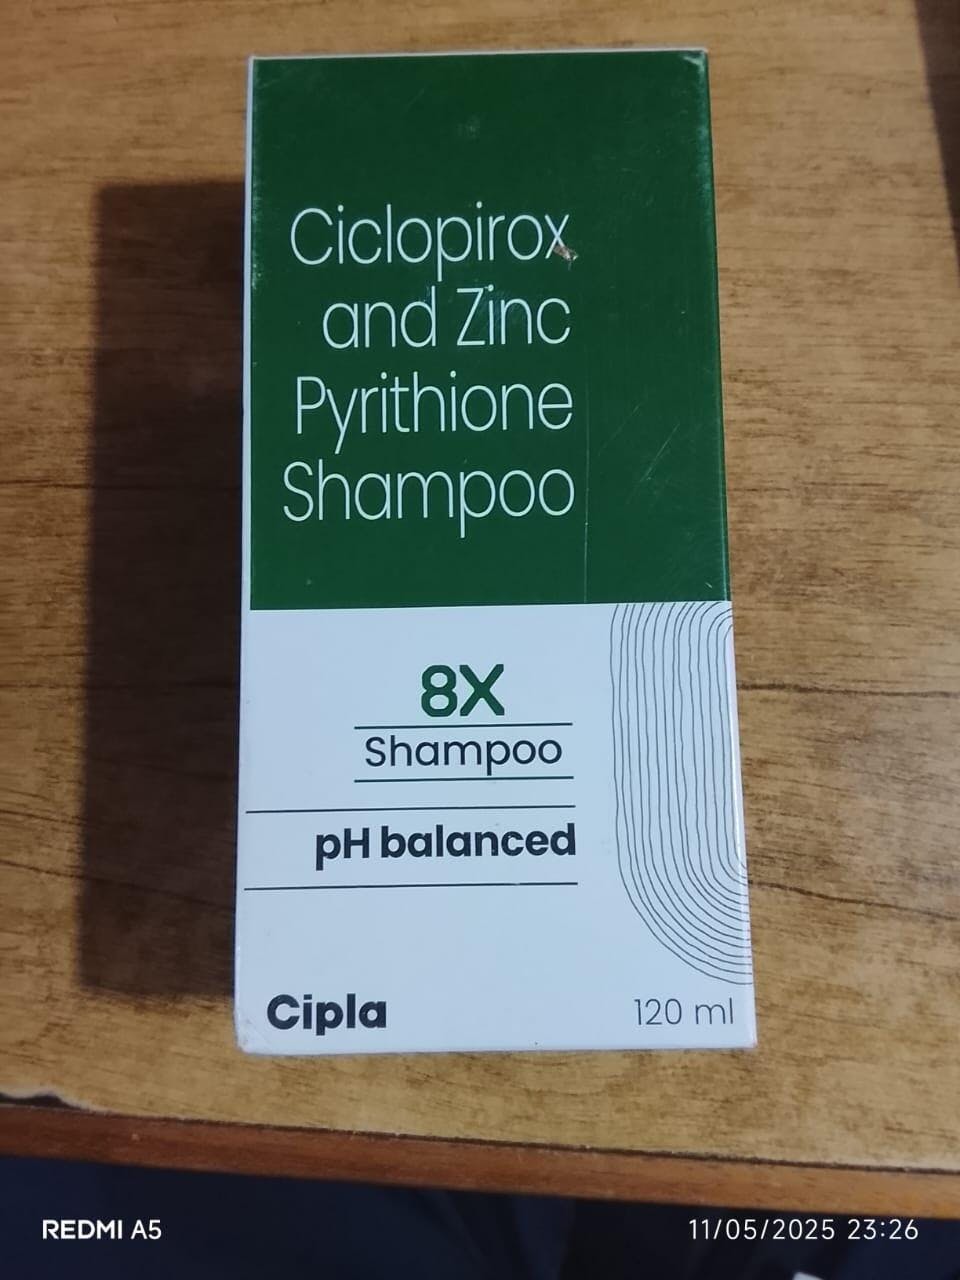 Ciclopirox
and Zinc
Pyrithione
Shampoo
8X
Shampoo
pH balanced
Cipla
120 ml
REDMI A5
11/05/2025 23:26